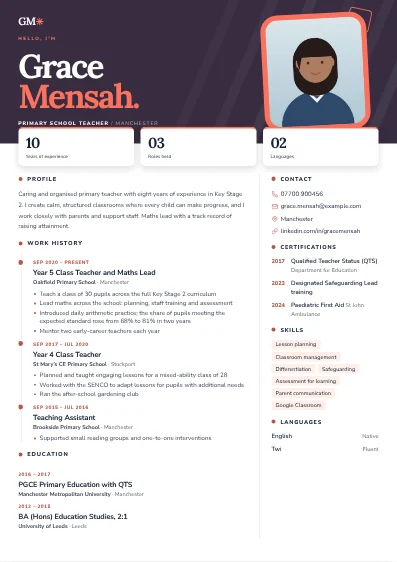 GM✳
HELLO, I'M
Grace
Mensah.
PRIMARY SCHOOL TEACHER / MANCHESTER
10
Years of experience
03
Roles held
02
Languages
PROFILE
Caring and organised primary teacher with eight years of experience in Key Stage
2. I create calm, structured classrooms where every child can make progress, and I
work closely with parents and support staff. Maths lead with a track record of
raising attainment.
WORK HISTORY
SEP 2020 – PRESENT
Year 5 Class Teacher and Maths Lead
Oakfield Primary School · Manchester
• Teach a class of 30 pupils across the full Key Stage 2 curriculum
• Lead maths across the school: planning, staff training and assessment
• Introduced daily arithmetic practice; the share of pupils meeting the
expected standard rose from 68% to 81% in two years
• Mentor two early-career teachers each year
SEP 2017 – JUL 2020
Year 4 Class Teacher
St Mary's CE Primary School · Stockport
• Planned and taught engaging lessons for a mixed-ability class of 28
• Worked with the SENCO to adapt lessons for pupils with additional needs
• Ran the after-school gardening club
SEP 2015 – JUL 2016
Teaching Assistant
Brookside Primary School · Manchester
• Supported small reading groups and one-to-one interventions
EDUCATION
2016 – 2017
PGCE Primary Education with QTS
Manchester Metropolitan University · Manchester
2012 – 2015
BA (Hons) Education Studies, 2:1
University of Leeds · Leeds
CONTACT
07700 900456
grace.mensah@example.com
Manchester
linkedin.com/in/gracemensah
CERTIFICATIONS
2017 Qualified Teacher Status (QTS)
Department for Education
2023 Designated Safeguarding Lead
training
2024 Paediatric First Aid St John
Ambulance
SKILLS
Lesson planning
Classroom management
Differentiation Safeguarding
Assessment for learning
Parent communication
Google Classroom
LANGUAGES
English Native
Twi Fluent